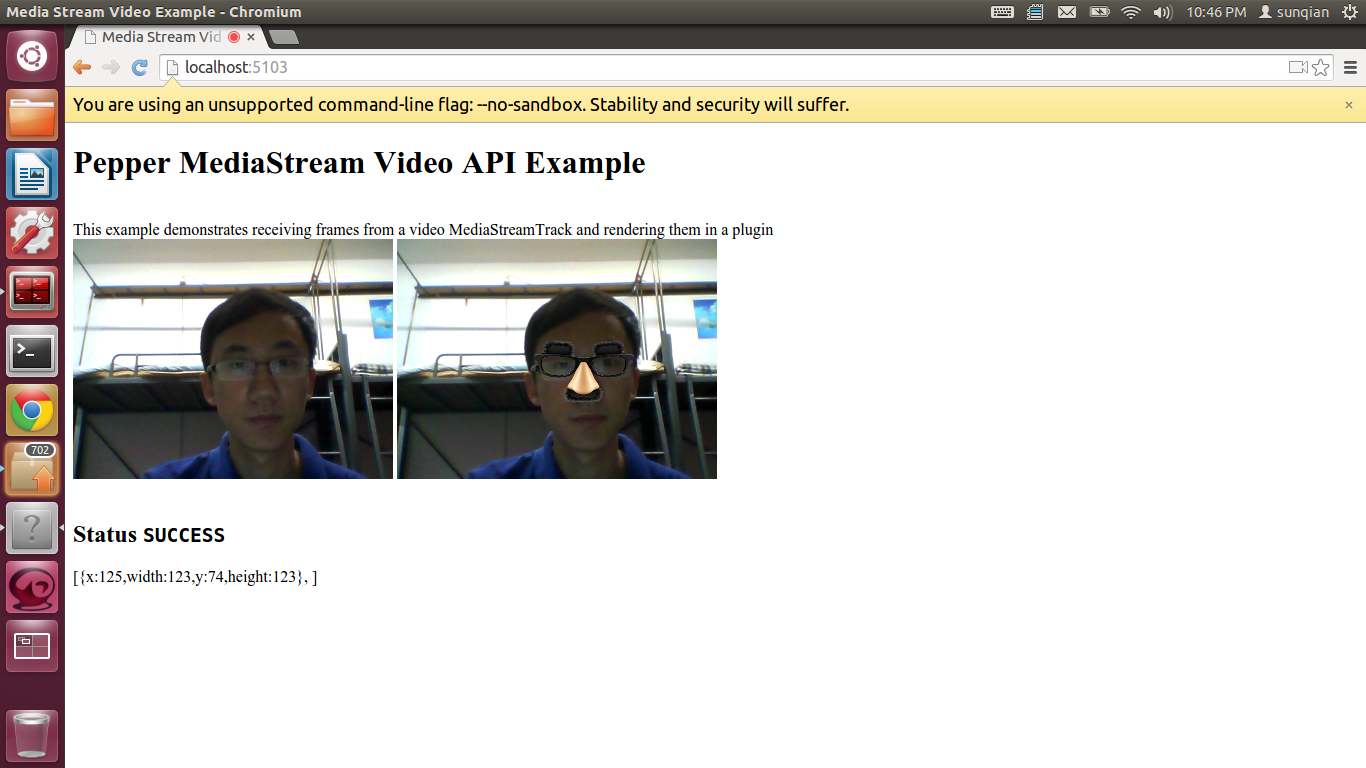 Media Stream Video Example - Chromium
10:46 PM
sunqian
Media Stream Vid
localhost:5103
You are using an unsupported command-line flag: --no-sandbox. Stability and security will suffer.
Pepper MediaStream Video API Example
This example demonstrates receiving frames from a video MediaStreamTrack and rendering them in a plugin
702
Status SUCCESS
[{x:125,width:123,y:74,height:123}, ]